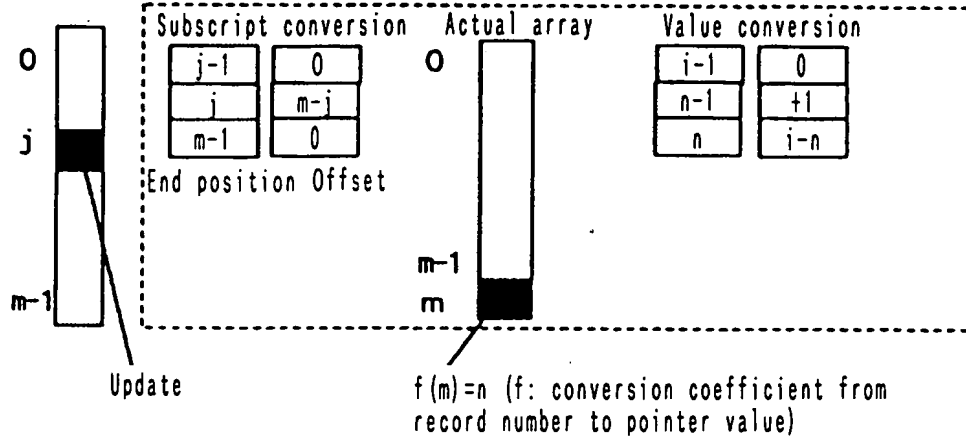 Subscript conversion Actual array Value conversion
0 j-1 0 0 i-1 0
j m-j n-1 +1
j m-1 0 n i-n
End position Offset
m-1
m-1 m
Update f(m)=n (f: conversion coefficient from
record number to pointer value)